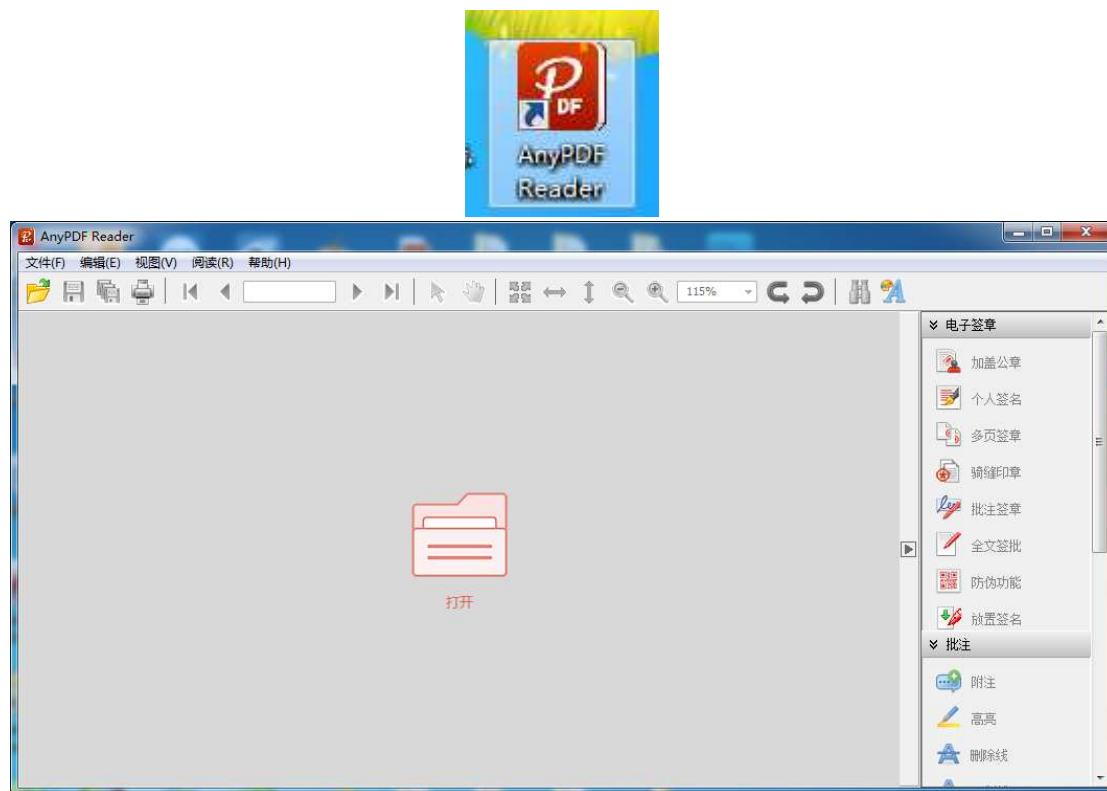 P
DF
AnyPDF
Reader
AnyPDF Reader
文件(F) 编辑(E) 视图(V) 阅读(R) 帮助(H)
115%
电子签章
加盖公章
个人签名
多页签章
骑缝印章
批注签章
全文签批
防伪功能
放置签名
打开
批注
附注
高亮
删除线